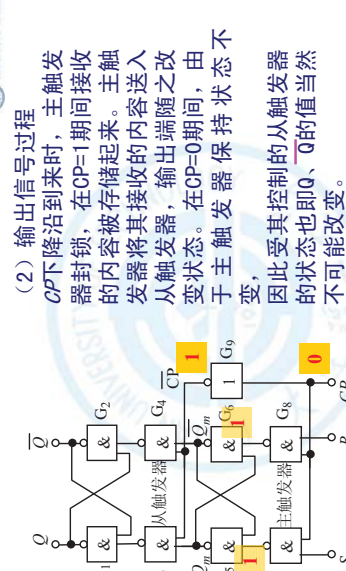 （2）输出信号过程
CP下降沿到来时，主触发
器封锁，在CP=1期间接收
的内容被存储起来。主触
发器将其接收的内容送入
从触发器，输出端随之改
变状态。在CP=0期间，由
于主触发器保持状态不
变，
因此受其控制的从触发器
的状态也即Q、Q̅的值当然
不可能改变。
Q Q̅
& & G₂
& & G₄
从触发器
C̅P̅ 1
Qₘ Q̅ₘ
1 G₉
& & G₆
1 1
& & G₈
主触发器
0
S R CP
UNIVERSITY